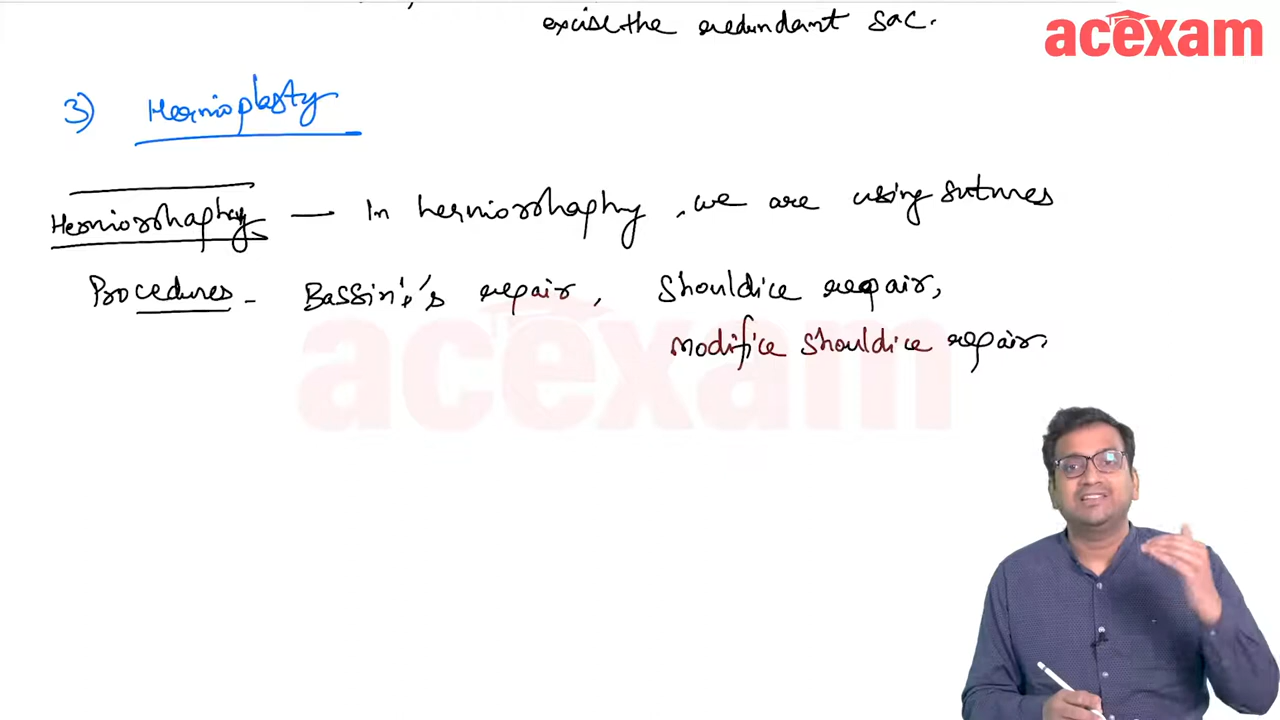 excise the redundant sac.
acexam
3) Hernioplasty
Herniorrhaphy — In herniorrhaphy, we are using sutures
Procedures - Bassini's repair, Shouldice repair,
modifice shouldice repair.
acexam